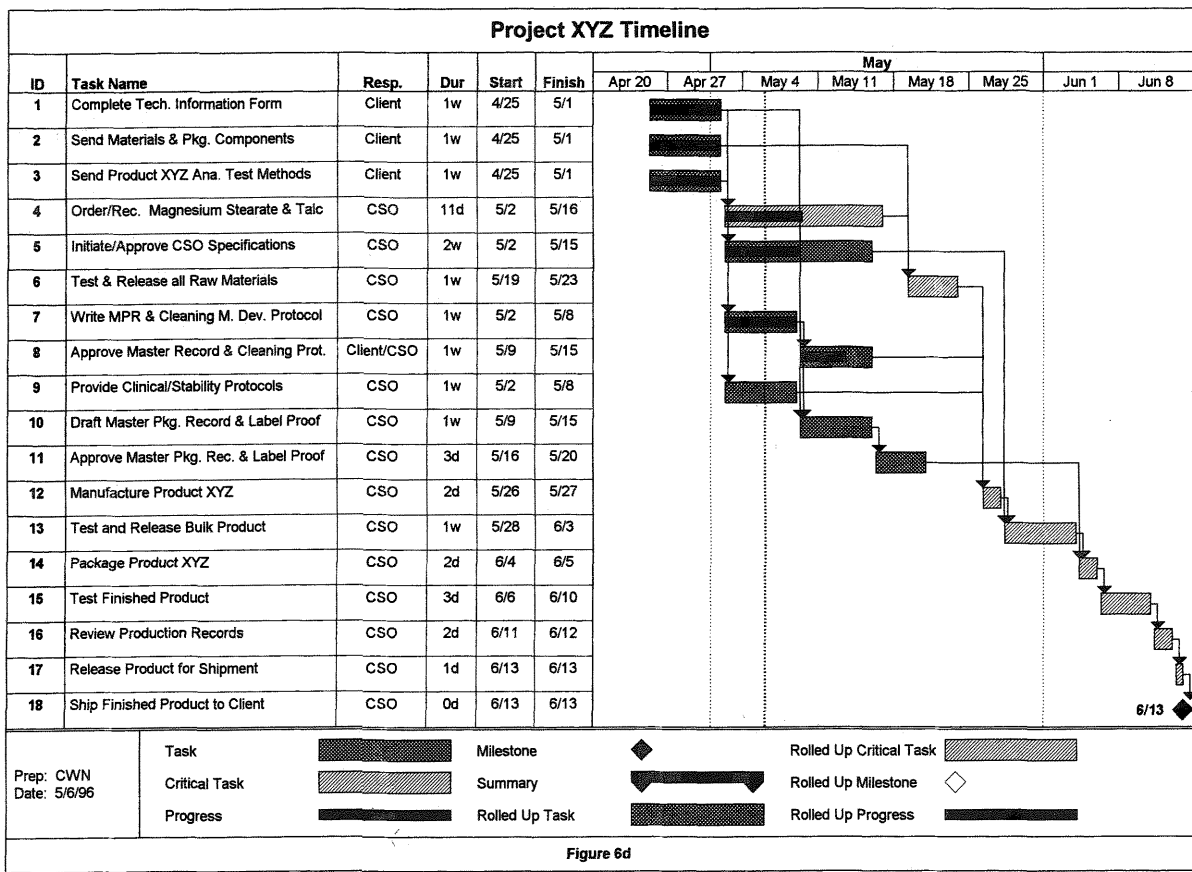 Project XYZ Timeline
May
ID Task Name Resp. Dur Start Finish Apr 20 Apr 27 May 4 May 11 May 18 May 25 Jun 1 Jun 8
1 Complete Tech. Information Form Client 1w 4/25 5/1
2 Send Materials & Pkg. Components Client 1w 4/25 5/1
3 Send Product XYZ Ana. Test Methods Client 1w 4/25 5/1
4 Order/Rec. Magnesium Stearate & Talc CSO 11d 5/2 5/16
5 Initiate/Approve CSO Specifications CSO 2w 5/2 5/15
6 Test & Release all Raw Materials CSO 1w 5/19 5/23
7 Write MPR & Cleaning M. Dev. Protocol CSO 1w 5/2 5/8
8 Approve Master Record & Cleaning Prot. Client/CSO 1w 5/9 5/15
9 Provide Clinical/Stability Protocols CSO 1w 5/2 5/8
10 Draft Master Pkg. Record & Label Proof CSO 1w 5/9 5/15
11 Approve Master Pkg. Rec. & Label Proof CSO 3d 5/16 5/20
12 Manufacture Product XYZ CSO 2d 5/26 5/27
13 Test and Release Bulk Product CSO 1w 5/28 6/3
14 Package Product XYZ CSO 2d 6/4 6/5
15 Test Finished Product CSO 3d 6/6 6/10
16 Review Production Records CSO 2d 6/11 6/12
17 Release Product for Shipment CSO 1d 6/13 6/13
18 Ship Finished Product to Client CSO 0d 6/13 6/13 6/13
Task Milestone Rolled Up Critical Task
Prep: CWN
Date: 5/6/96
Critical Task Summary Rolled Up Milestone
Progress Rolled Up Task Rolled Up Progress
Figure 6d